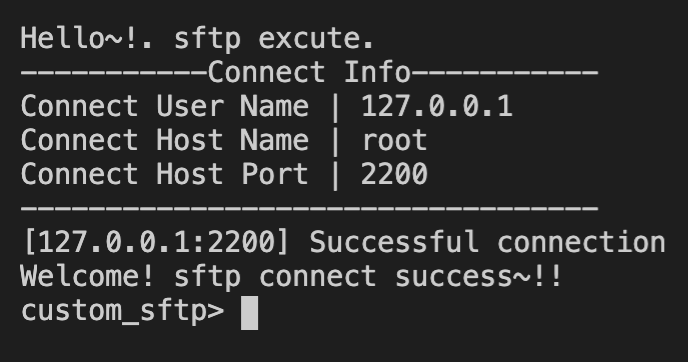 Hello~!. sftp excute.
-----------Connect Info-----------
Connect User Name | 127.0.0.1
Connect Host Name | root
Connect Host Port | 2200
----------------------------------
[127.0.0.1:2200] Successful connection
Welcome! sftp connect success~!!
custom_sftp>